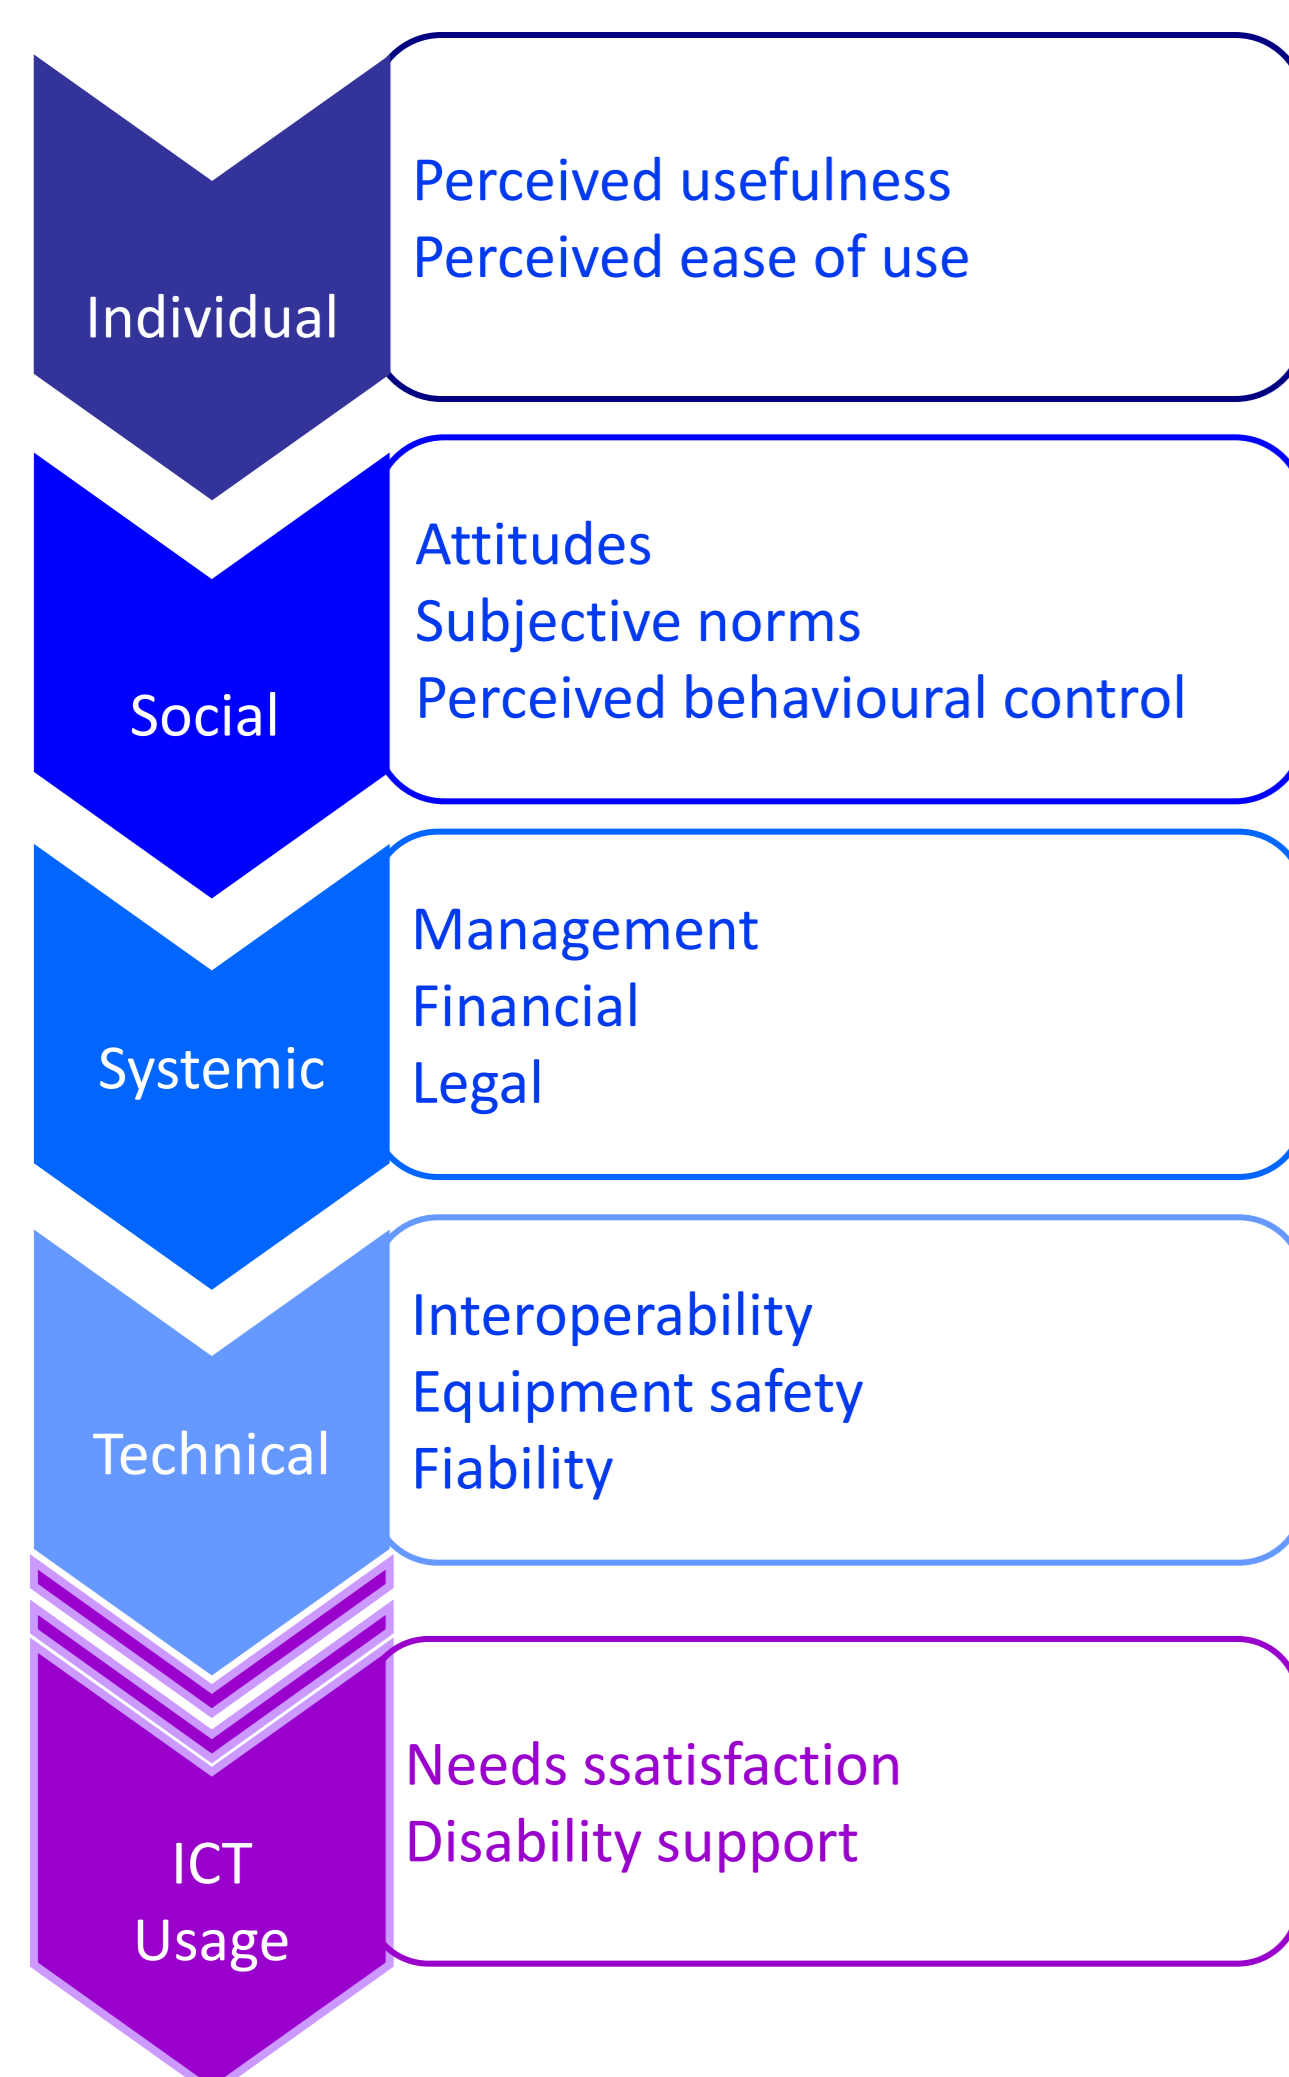 Individual
Perceived usefulness
Perceived ease of use
Social
Attitudes
Subjective norms
Perceived behavioural control
Systemic
Management
Financial
Legal
Technical
Interoperability
Equipment safety
Fiability
ICT
Usage
Needs ssatisfaction
Disability support